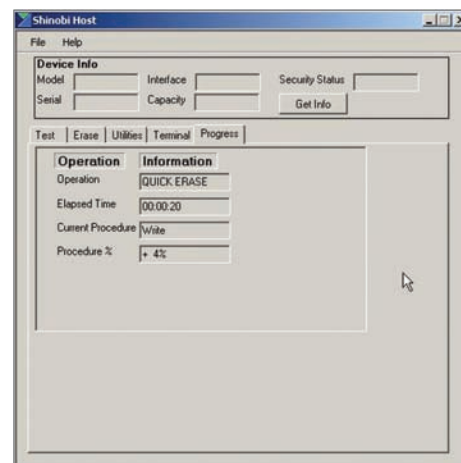 Shinobi Host
File Help
Device Info
Model Interface Security Status
Serial Capacity Get Info
Test Erase Utilities Terminal Progress
Operation Information
Operation QUICK ERASE
Elapsed Time 00:00:20
Current Procedure Write
Procedure % + 4%